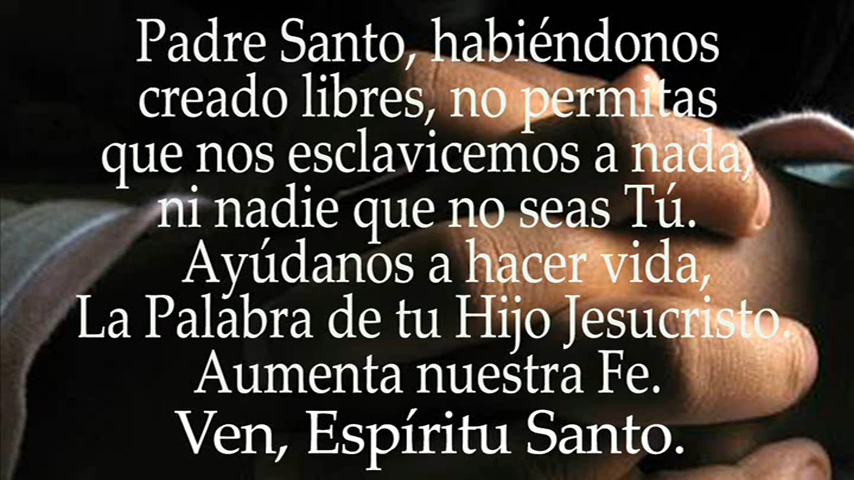 Padre Santo, habiéndonos
creado libres, no permitas
que nos esclavicemos a nada,
ni nadie que no seas Tú.
Ayúdanos a hacer vida,
La Palabra de tu Hijo Jesucristo.
Aumenta nuestra Fe.
Ven, Espíritu Santo.